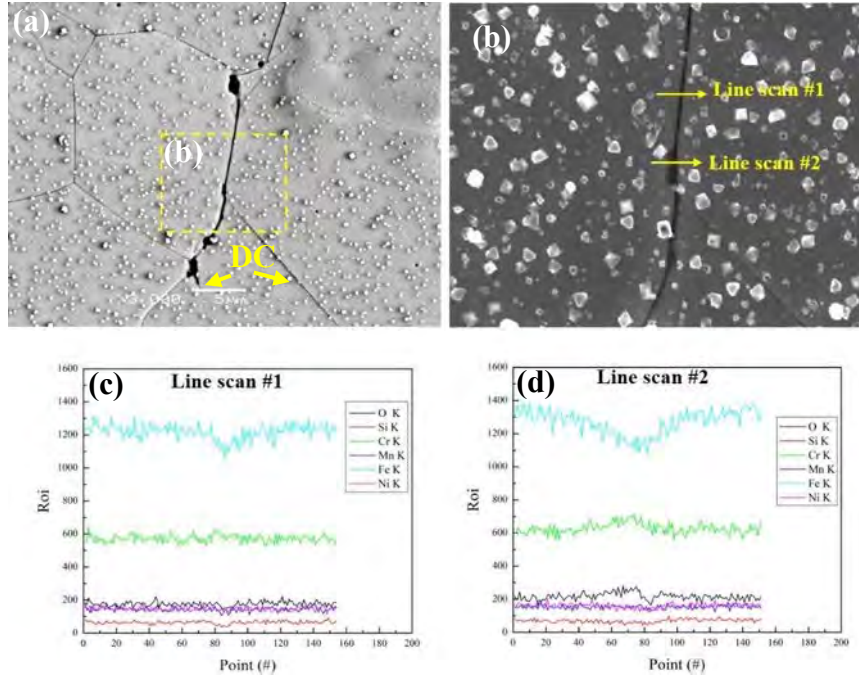 (a)
(b)
DC
5μm
(b)
Line scan #1
Line scan #2
(c)
Line scan #1
O K
Si K
Cr K
Mn K
Fe K
Ni K
1600
1400
1200
1000
800
600
400
200
0
Roi
0 20 40 60 80 100 120 140 160
Point (#)
(d)
Line scan #2
O K
Si K
Cr K
Mn K
Fe K
Ni K
1600
1400
1200
1000
800
600
400
200
0
Roi
0 20 40 60 80 100 120 140 160 180 200
Point (#)